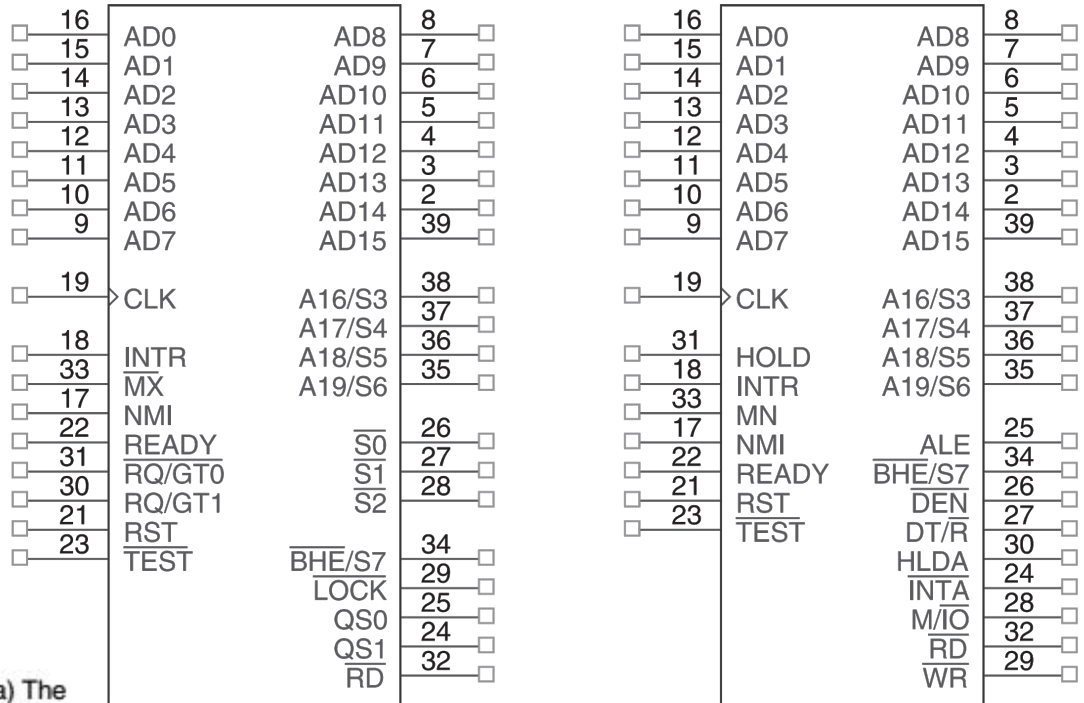 16 AD0
15 AD1
14 AD2
13 AD3
12 AD4
11 AD5
10 AD6
9 AD7
19 CLK
18 INTR
33 MX
17 NMI
22 READY
31 RQ/GT0
30 RQ/GT1
21 RST
23 TEST
AD8 8
AD9 7
AD10 6
AD11 5
AD12 4
AD13 3
AD14 2
AD15 39
A16/S3 38
A17/S4 37
A18/S5 36
A19/S6 35
S0 26
S1 27
S2 28
BHE/S7 34
LOCK 29
QS0 25
QS1 24
RD 32
16 AD0
15 AD1
14 AD2
13 AD3
12 AD4
11 AD5
10 AD6
9 AD7
19 CLK
31 HOLD
18 INTR
33 MN
17 NMI
22 READY
21 RST
23 TEST
AD8 8
AD9 7
AD10 6
AD11 5
AD12 4
AD13 3
AD14 2
AD15 39
A16/S3 38
A17/S4 37
A18/S5 36
A19/S6 35
ALE 25
BHE/S7 34
DEN 26
DT/R 27
HLDA 30
INTA 24
M/IO 28
RD 32
WR 29
a) The